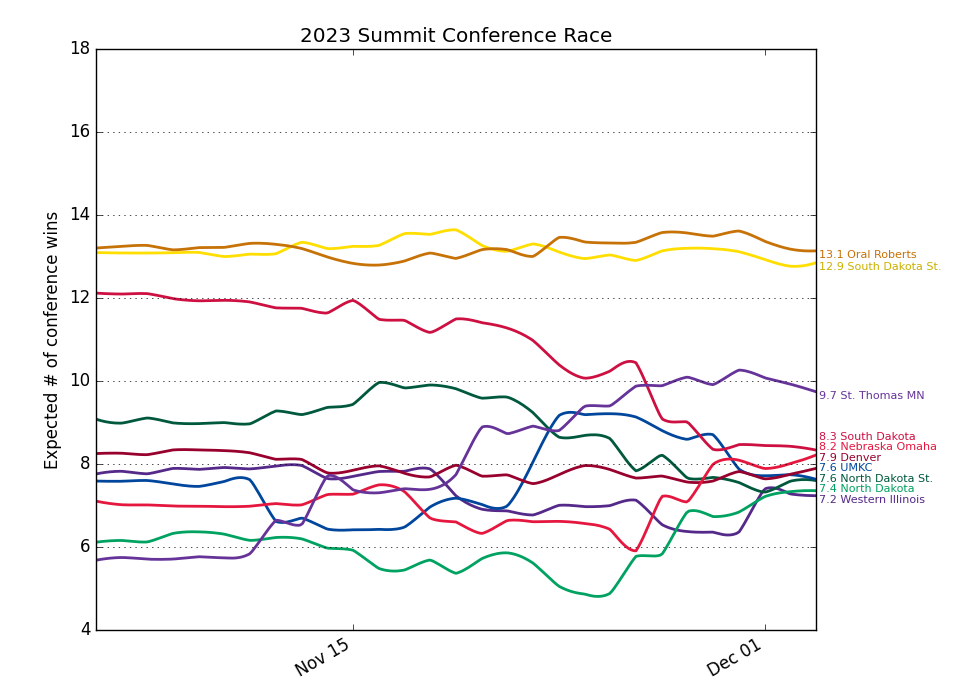 2023 Summit Conference Race
Expected # of conference wins
18
16
14
12
10
8
6
4
Nov 15
Dec 01
13.1 Oral Roberts
12.9 South Dakota St.
9.7 St. Thomas MN
8.3 South Dakota
8.2 Nebraska Omaha
7.9 Denver
7.6 UMKC
7.6 North Dakota St.
7.4 North Dakota
7.2 Western Illinois